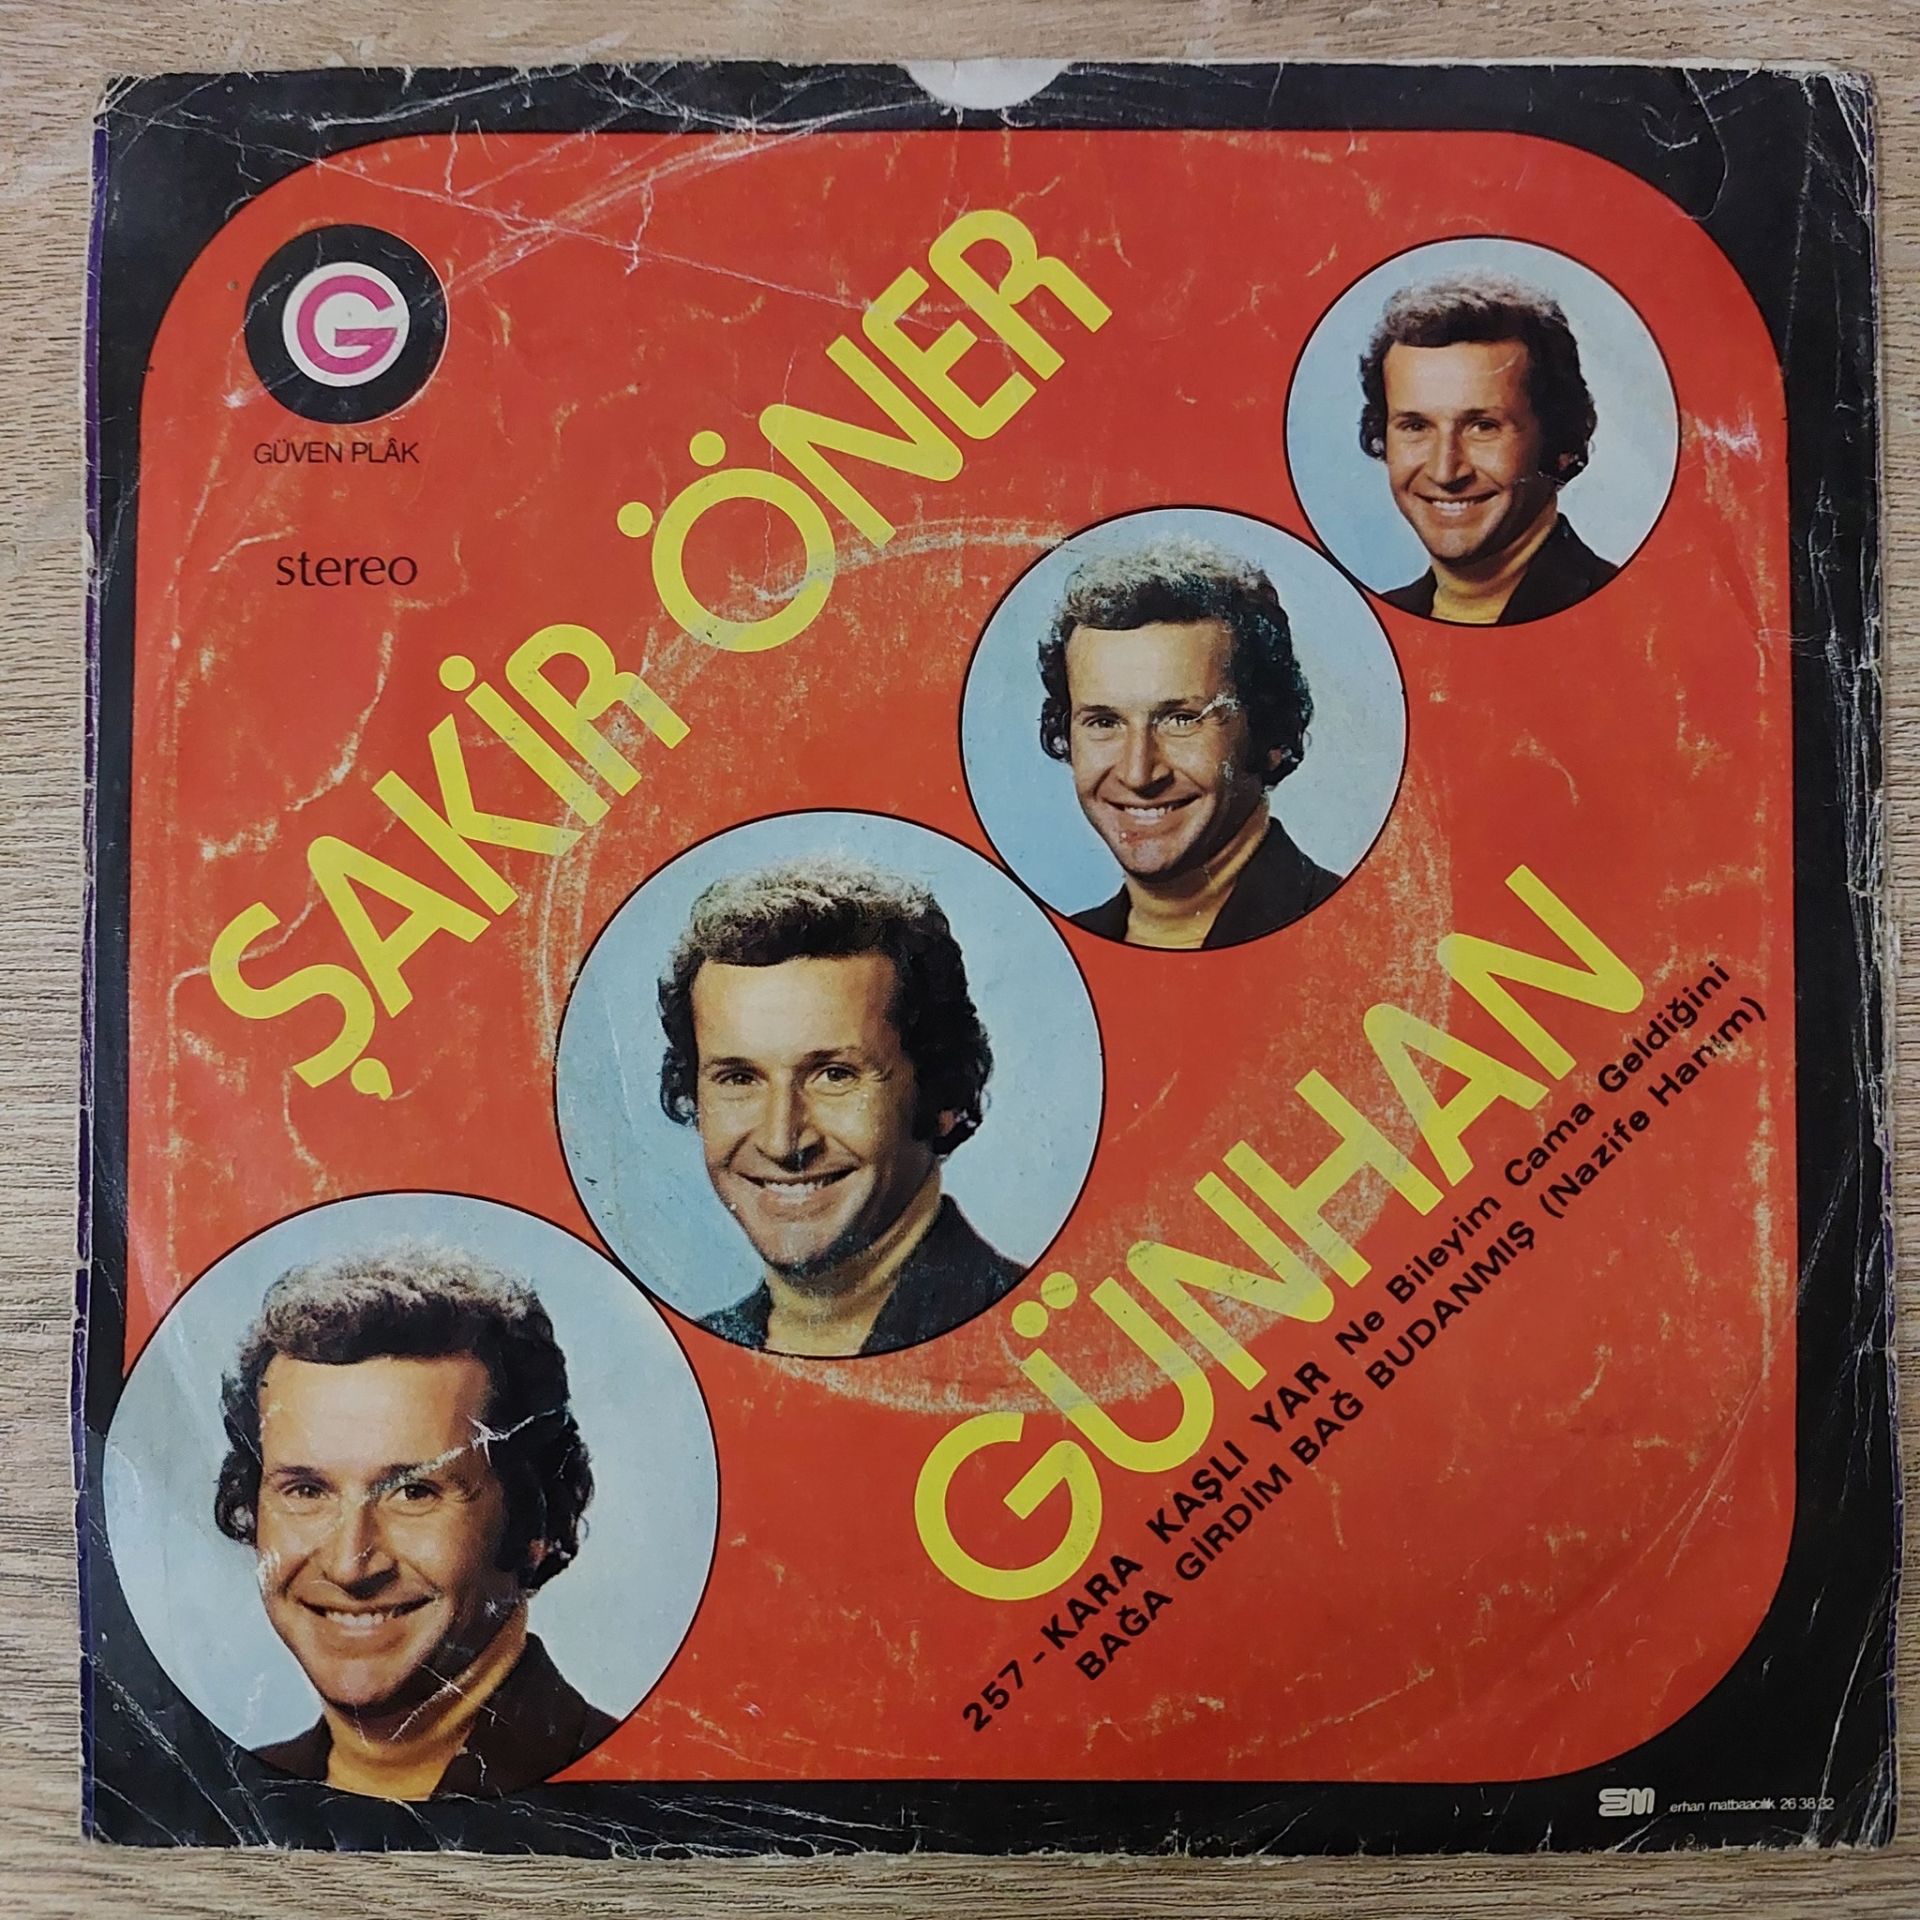 G
GÜVEN PLÂK
stereo
ŞAKİR ÖNER
GÜNHAN
257-KARA KAŞLI YAR Ne Bileyim Cama Geldiğini
BAĞA GİRDİM BAĞ BUDANMIŞ (Nazife Hanım)
SM erhan matbaacılık 26 38 32